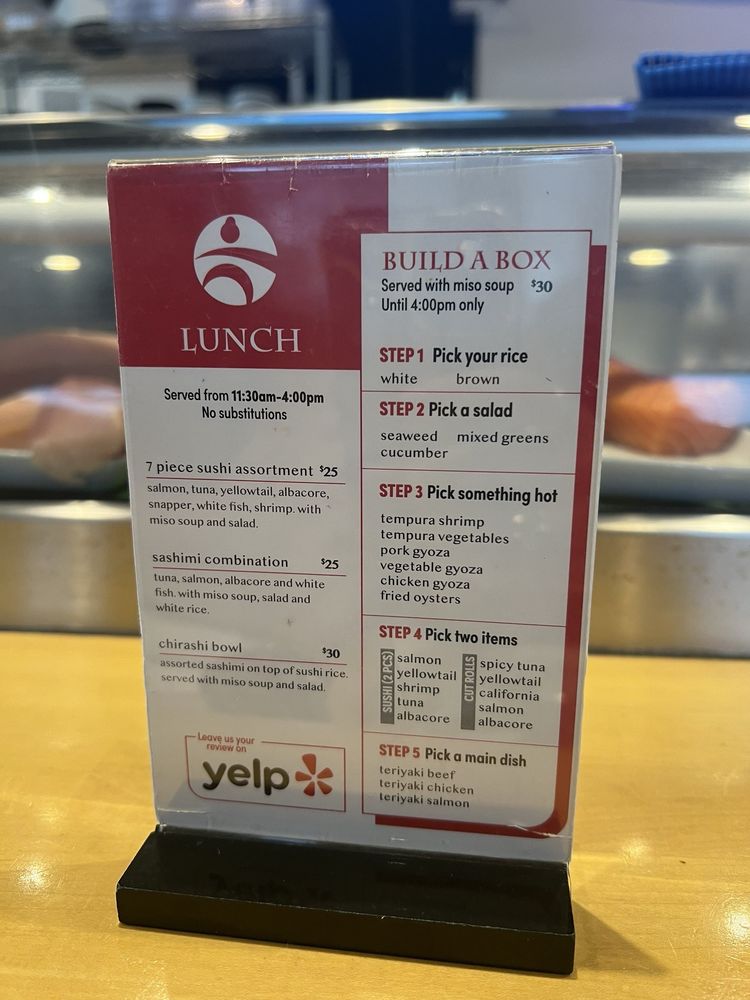 LUNCH
Served from 11:30am-4:00pm
No substitutions
7 piece sushi assortment $25
salmon, tuna, yellowtail, albacore,
snapper, white fish, shrimp. with
miso soup and salad.
sashimi combination $25
tuna, salmon, albacore and white
fish. with miso soup, salad and
white rice.
chirashi bowl $30
assorted sashimi on top of sushi rice.
served with miso soup and salad.
Leave us your
review on
yelp
BUILD A BOX
Served with miso soup $30
Until 4:00pm only
STEP 1 Pick your rice
white brown
STEP 2 Pick a salad
seaweed mixed greens
cucumber
STEP 3 Pick something hot
tempura shrimp
tempura vegetables
pork gyoza
vegetable gyoza
chicken gyoza
fried oysters
STEP 4 Pick two items
SUSHI (2 PCS)
salmon
yellowtail
shrimp
tuna
albacore
CUT ROLLS
spicy tuna
yellowtail
california
salmon
albacore
STEP 5 Pick a main dish
teriyaki beef
teriyaki chicken
teriyaki salmon